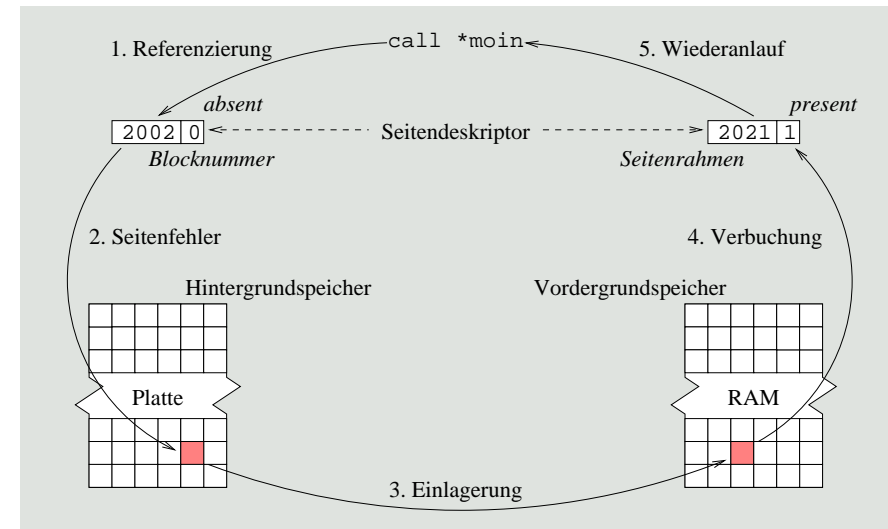 1. Referenzierung
call *moin
5. Wiederanlauf
absent
present
2002 0
Seitendeskriptor
2021 1
Blocknummer
Seitenrahmen
2. Seitenfehler
4. Verbuchung
Hintergrundspeicher
Vordergrundspeicher
Platte
RAM
3. Einlagerung